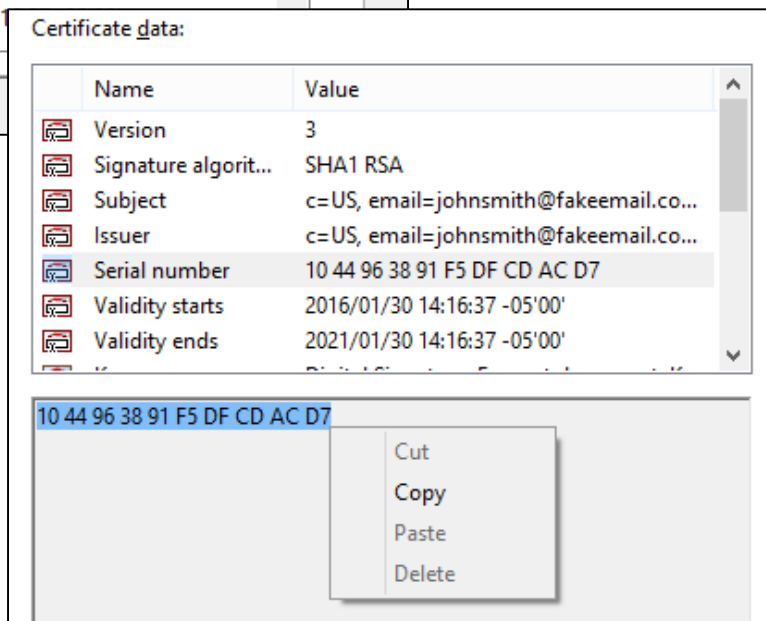 Certificate data:
Name Value
Version 3
Signature algorit... SHA1 RSA
Subject c=US, email=johnsmith@fakeemail.co...
Issuer c=US, email=johnsmith@fakeemail.co...
Serial number 10 44 96 38 91 F5 DF CD AC D7
Validity starts 2016/01/30 14:16:37 -05'00'
Validity ends 2021/01/30 14:16:37 -05'00'
10 44 96 38 91 F5 DF CD AC D7
Cut
Copy
Paste
Delete